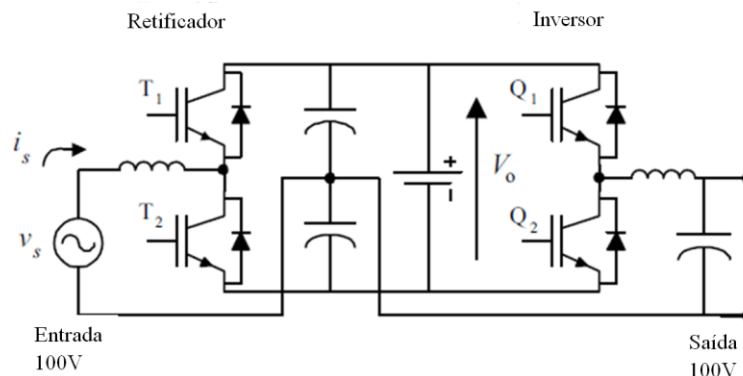 Retificador
Inversor
T1
Q1
is
+
Vo
T2
Q2
vs
Entrada
100V
Saída
100V